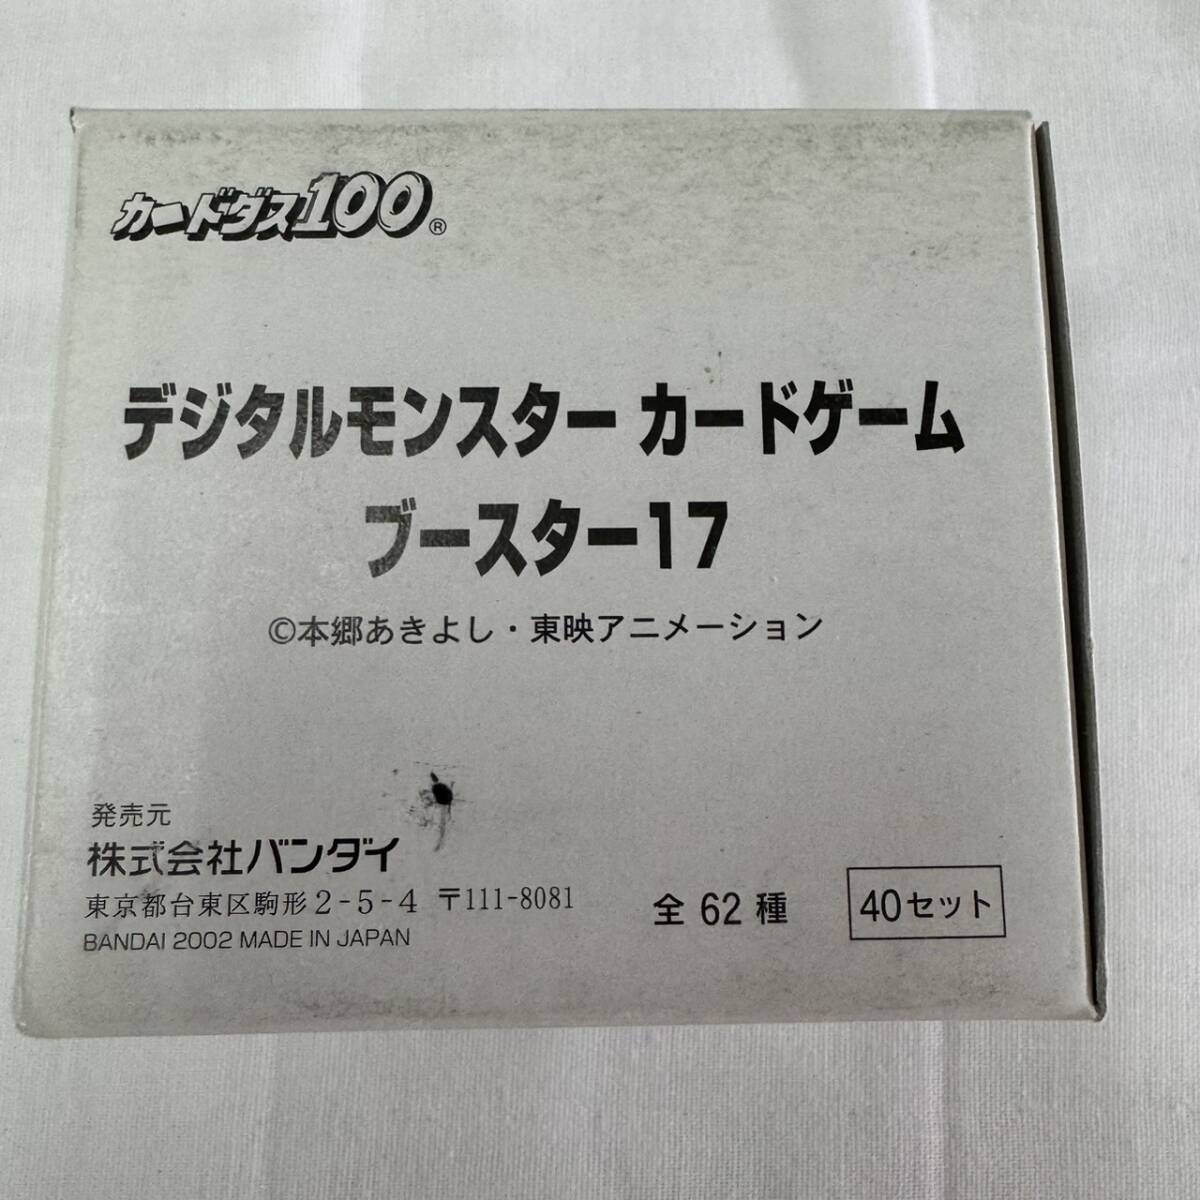 カードダス100®
デジタルモンスター カードゲーム
ブースター17
©本郷あきよし・東映アニメーション
発売元
株式会社バンダイ
東京都台東区駒形2-5-4 〒111-8081
BANDAI 2002 MADE IN JAPAN
全 62 種
40セット